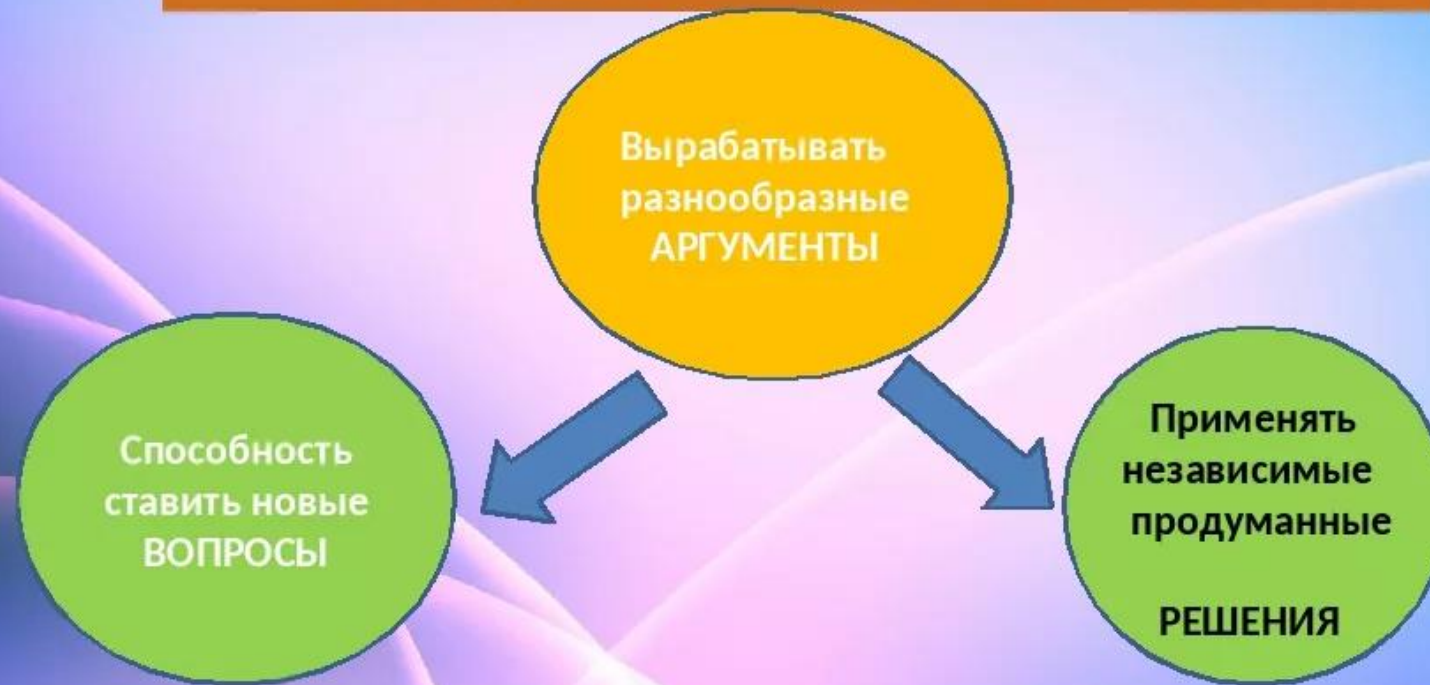 Вырабатывать
разнообразные
АРГУМЕНТЫ
Способность
ставить новые
ВОПРОСЫ
Применять
независимые
продуманные
РЕШЕНИЯ